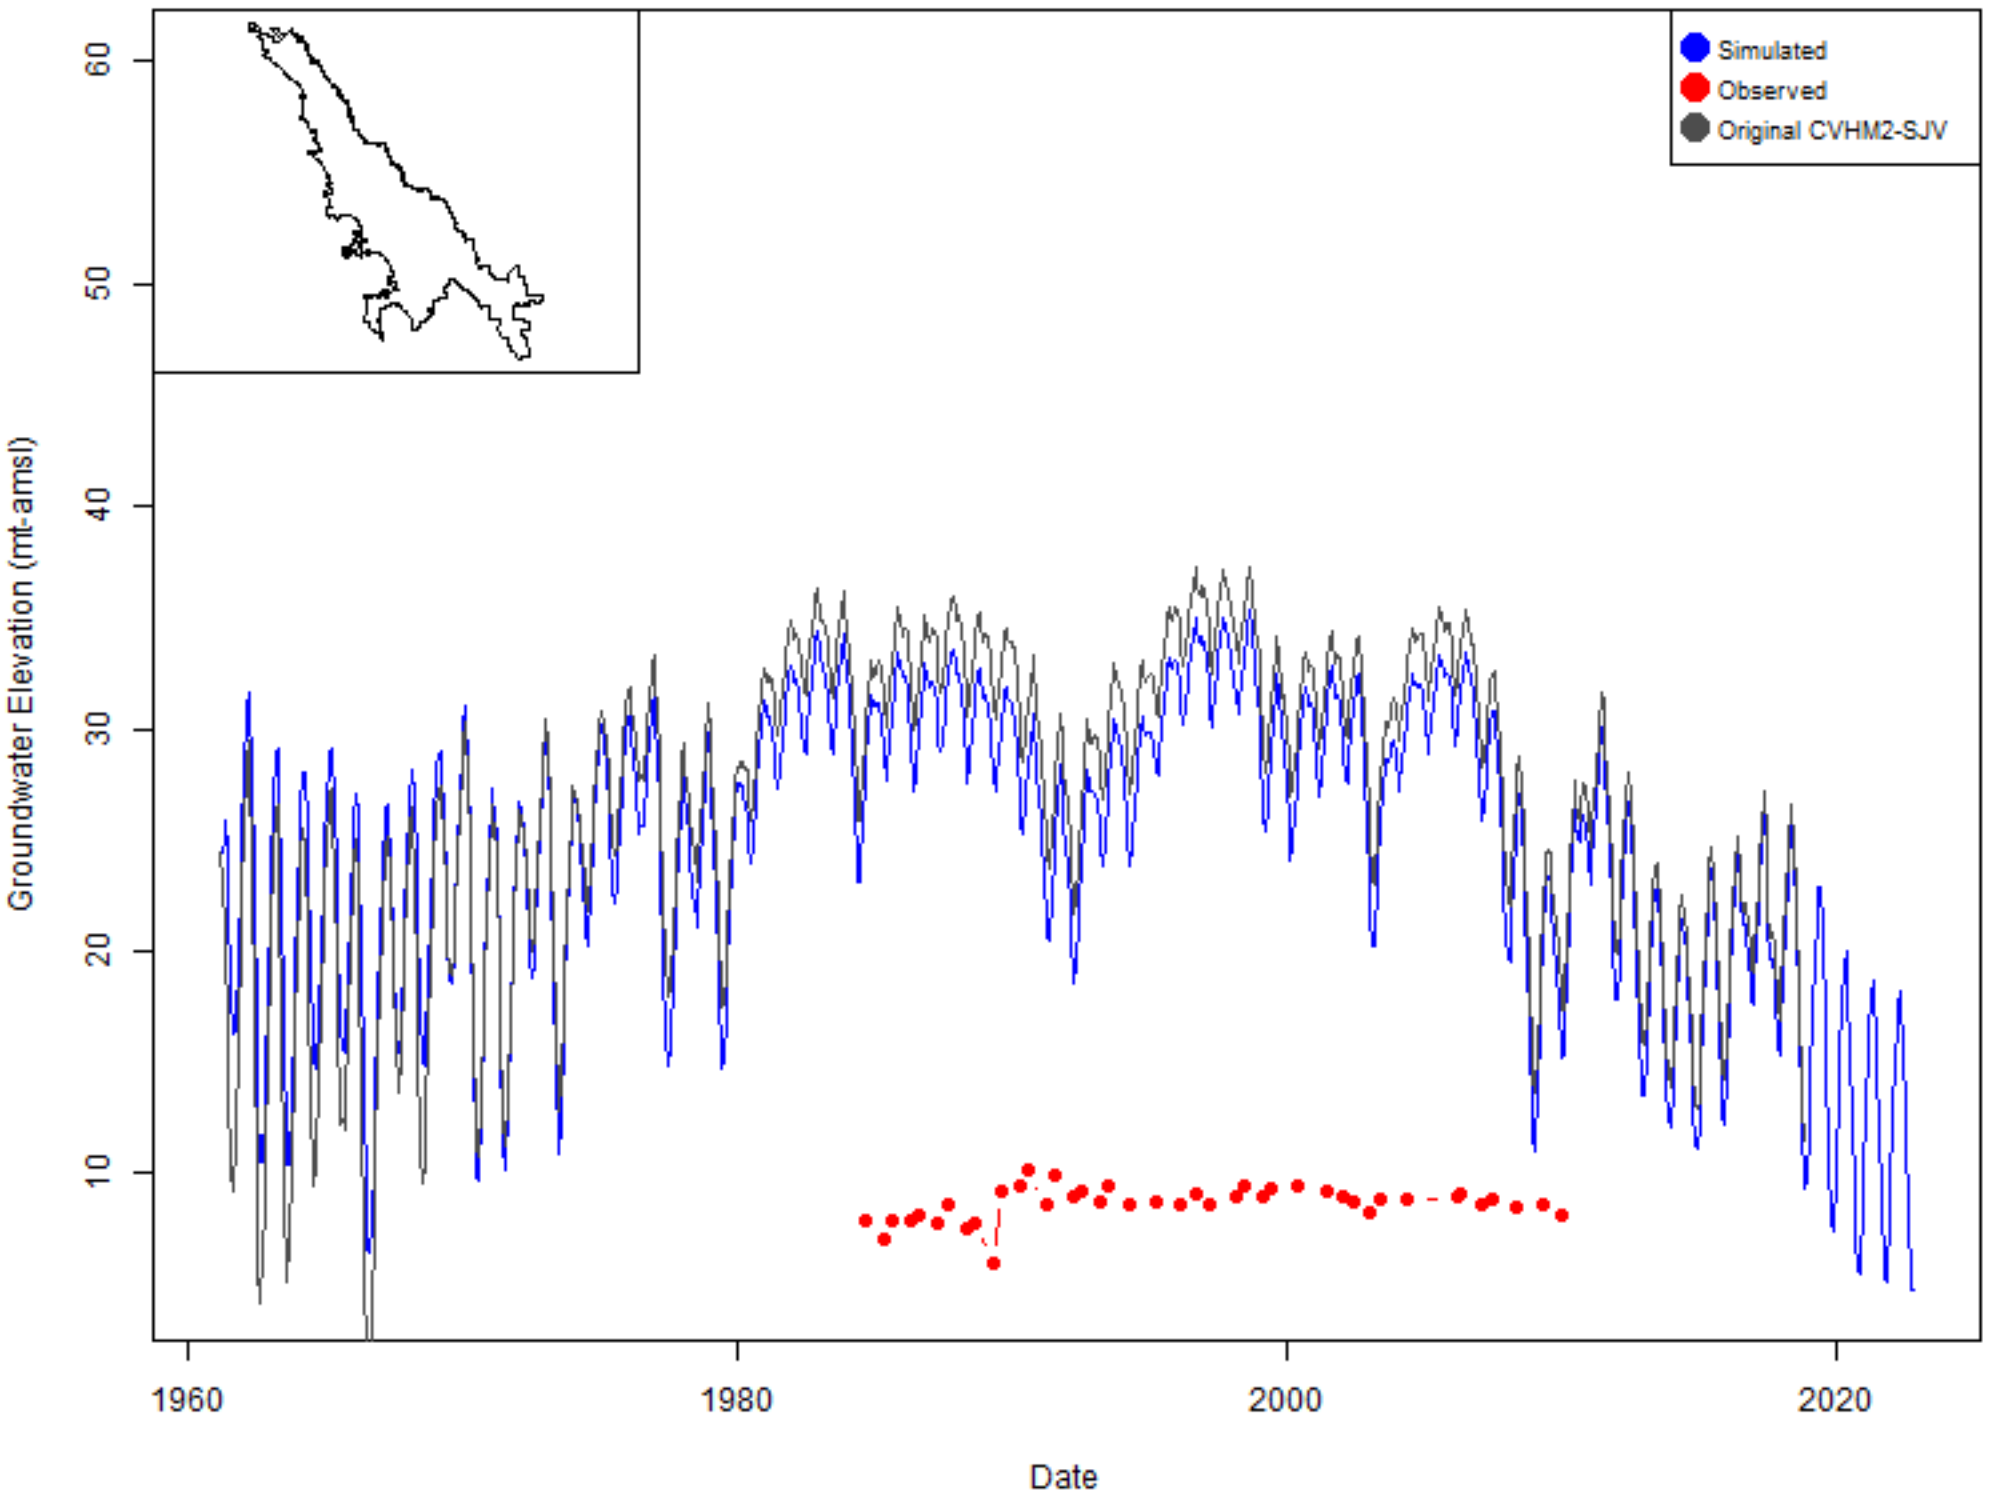 Simulated
Observed
Original CVHM2-SJV
Groundwater Elevation (mt-amsl)
60
50
40
30
20
10
1960 1980 2000 2020
Date